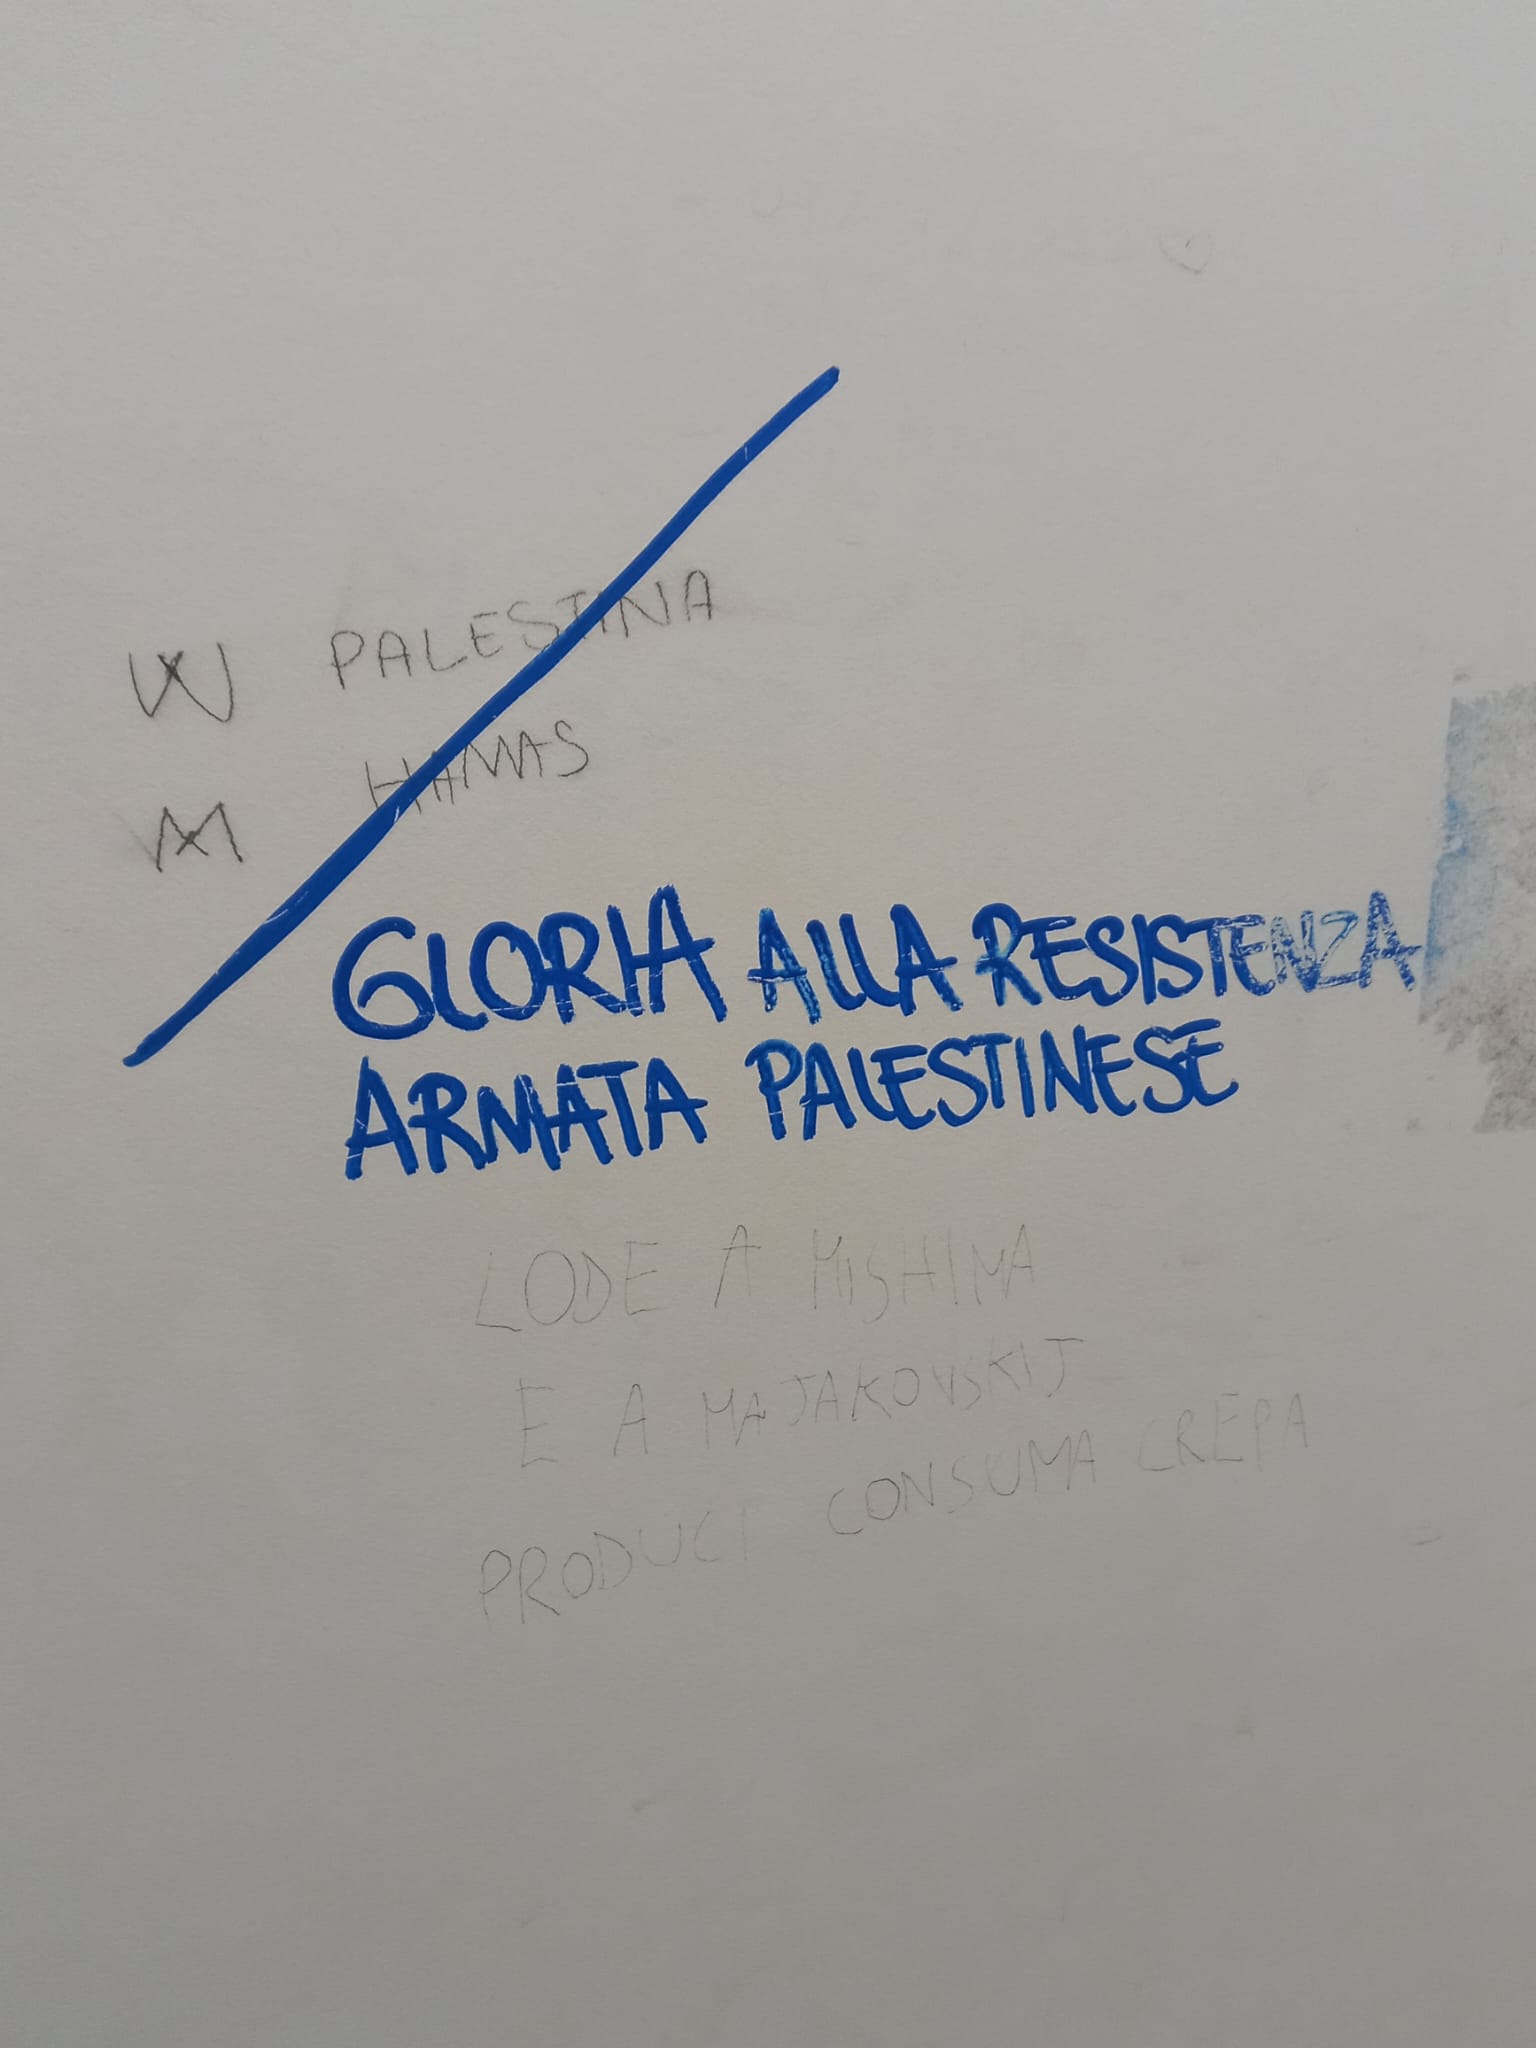 W PALESTINA
M HAMAS
GLORIA ALLA RESISTENZA
ARMATA PALESTINESE
LODE A MISHIMA
E A MAJAKOVSKIJ
PRODUCI CONSUMA CREPA